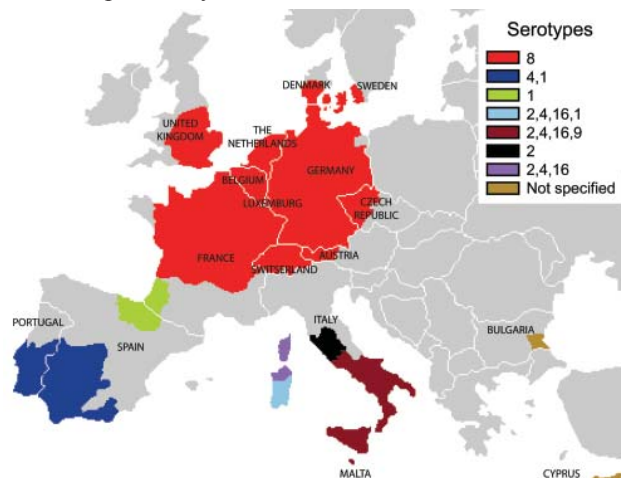 Serotypes
8
4,1
1
2,4,16,1
2,4,16,9
2
2,4,16
Not specified
DENMARK
SWEDEN
UNITED
KINGDOM
THE
NETHERLANDS
BELGIUM
GERMANY
LUXEMBURG
CZECH
REPUBLIC
FRANCE
AUSTRIA
SWITSERLAND
PORTUGAL
SPAIN
ITALY
BULGARIA
MALTA
CYPRUS